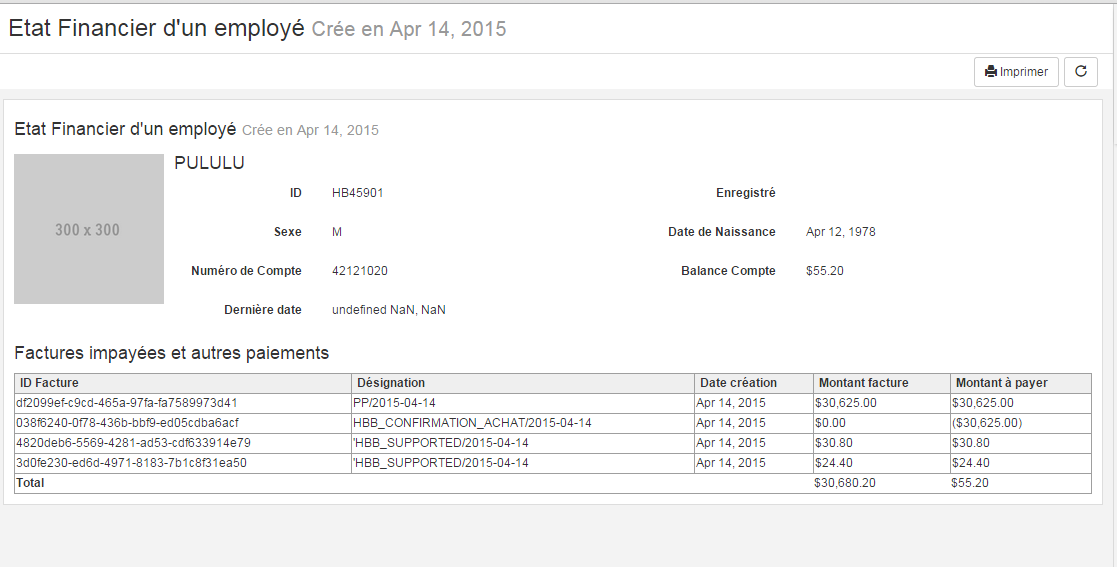 Etat Financier d'un employé Crée en Apr 14, 2015
Imprimer
Etat Financier d'un employé Crée en Apr 14, 2015
300 x 300
PULULU
ID HB45901 Enregistré
Sexe M Date de Naissance Apr 12, 1978
Numéro de Compte 42121020 Balance Compte $55.20
Dernière date undefined NaN, NaN
Factures impayées et autres paiements
ID Facture Désignation Date création Montant facture Montant à payer
df2099ef-c9cd-465a-97fa-fa7589973d41 PP/2015-04-14 Apr 14, 2015 $30,625.00 $30,625.00
038f6240-0f78-436b-bbf9-ed05cdba6acf HBB_CONFIRMATION_ACHAT/2015-04-14 Apr 14, 2015 $0.00 ($30,625.00)
4820deb6-5569-4281-ad53-cdf633914e79 'HBB_SUPPORTED/2015-04-14 Apr 14, 2015 $30.80 $30.80
3d0fe230-ed6d-4971-8183-7b1c8f31ea50 'HBB_SUPPORTED/2015-04-14 Apr 14, 2015 $24.40 $24.40
Total $30,680.20 $55.20